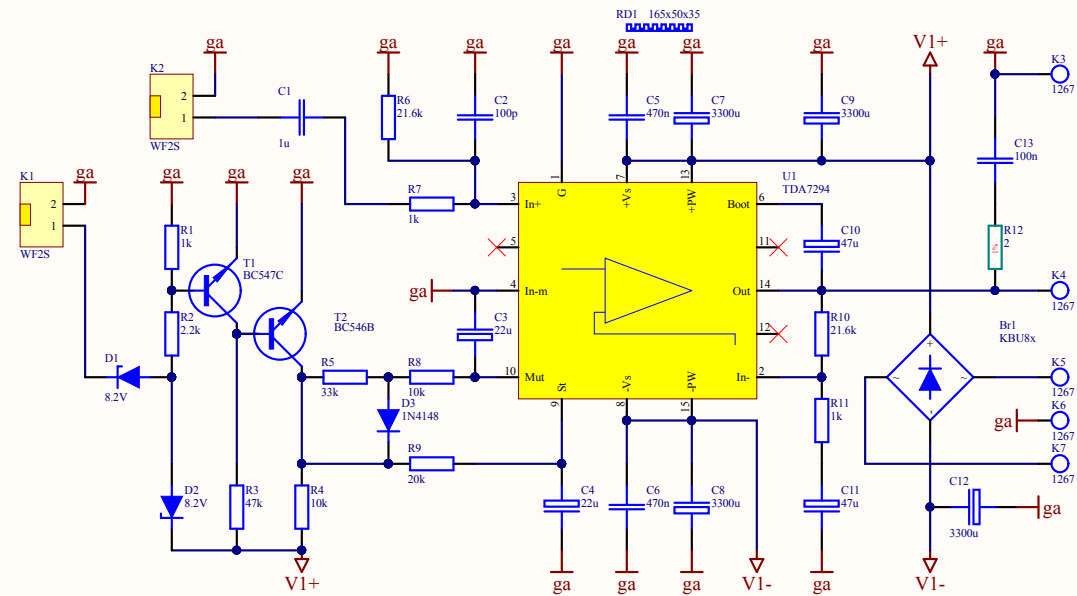 RD1 165x50x35
ga ga ga ga ga V1+ ga
K2
2
1
WF2S
C1
1u
R6
21.6k
C2
100p
C5
470n
C7
3300u
C9
3300u
K3
1267
C13
100n
K1
2
1
WF2S
ga ga ga ga
R1
1k
R2
2.2k
T1
BC547C
T2
BC546B
D1
8.2V
D2
8.2V
R3
47k
R4
10k
V1+
R7
1k
R5
33k
R8
10k
D3
1N4148
R9
20k
ga
C3
22u
U1
TDA7294
1 7 13
G +Vs +PW
3 In+
5
4 In-m
10 Mut
Boot 6
11
Out 14
12
In- 2
St -Vs -PW
9 8 15
C10
47u
R10
21.6k
R11
1k
C4
22u
C6
470n
C8
3300u
C11
47u
ga ga ga V1- ga
R12
2
1%
K4
1267
Br1
KBU8x
+
~ ~
-
K5
1267
ga
K6
1267
K7
1267
C12
3300u
ga
V1-